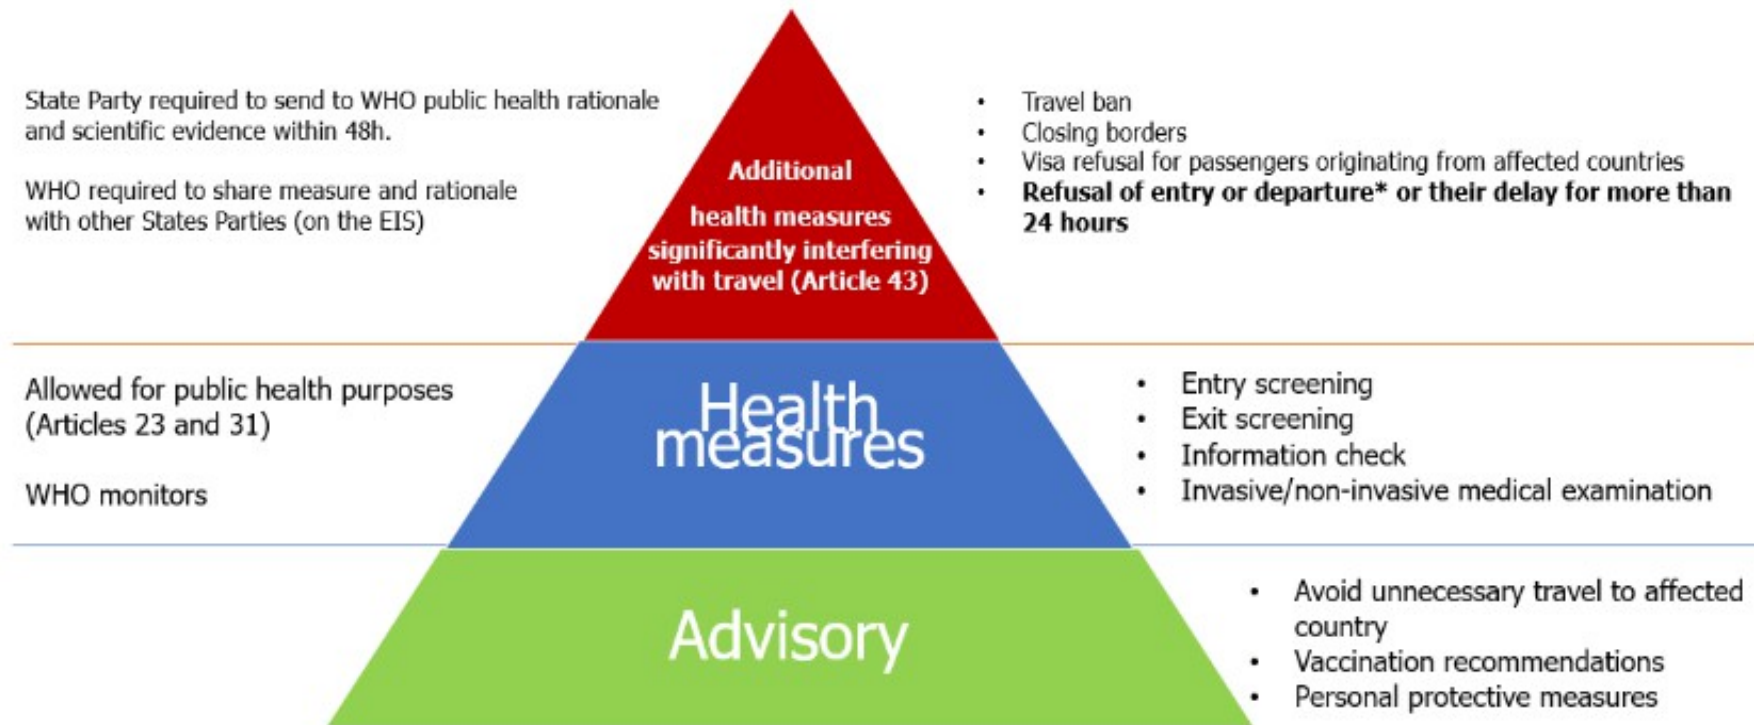 State Party required to send to WHO public health rationale
and scientific evidence within 48h.
WHO required to share measure and rationale
with other States Parties (on the EIS)
Additional
health measures
significantly interfering
with travel (Article 43)
• Travel ban
• Closing borders
• Visa refusal for passengers originating from affected countries
• Refusal of entry or departure* or their delay for more than
24 hours
Allowed for public health purposes
(Articles 23 and 31)
WHO monitors
Health
measures
• Entry screening
• Exit screening
• Information check
• Invasive/non-invasive medical examination
Advisory
• Avoid unnecessary travel to affected
country
• Vaccination recommendations
• Personal protective measures